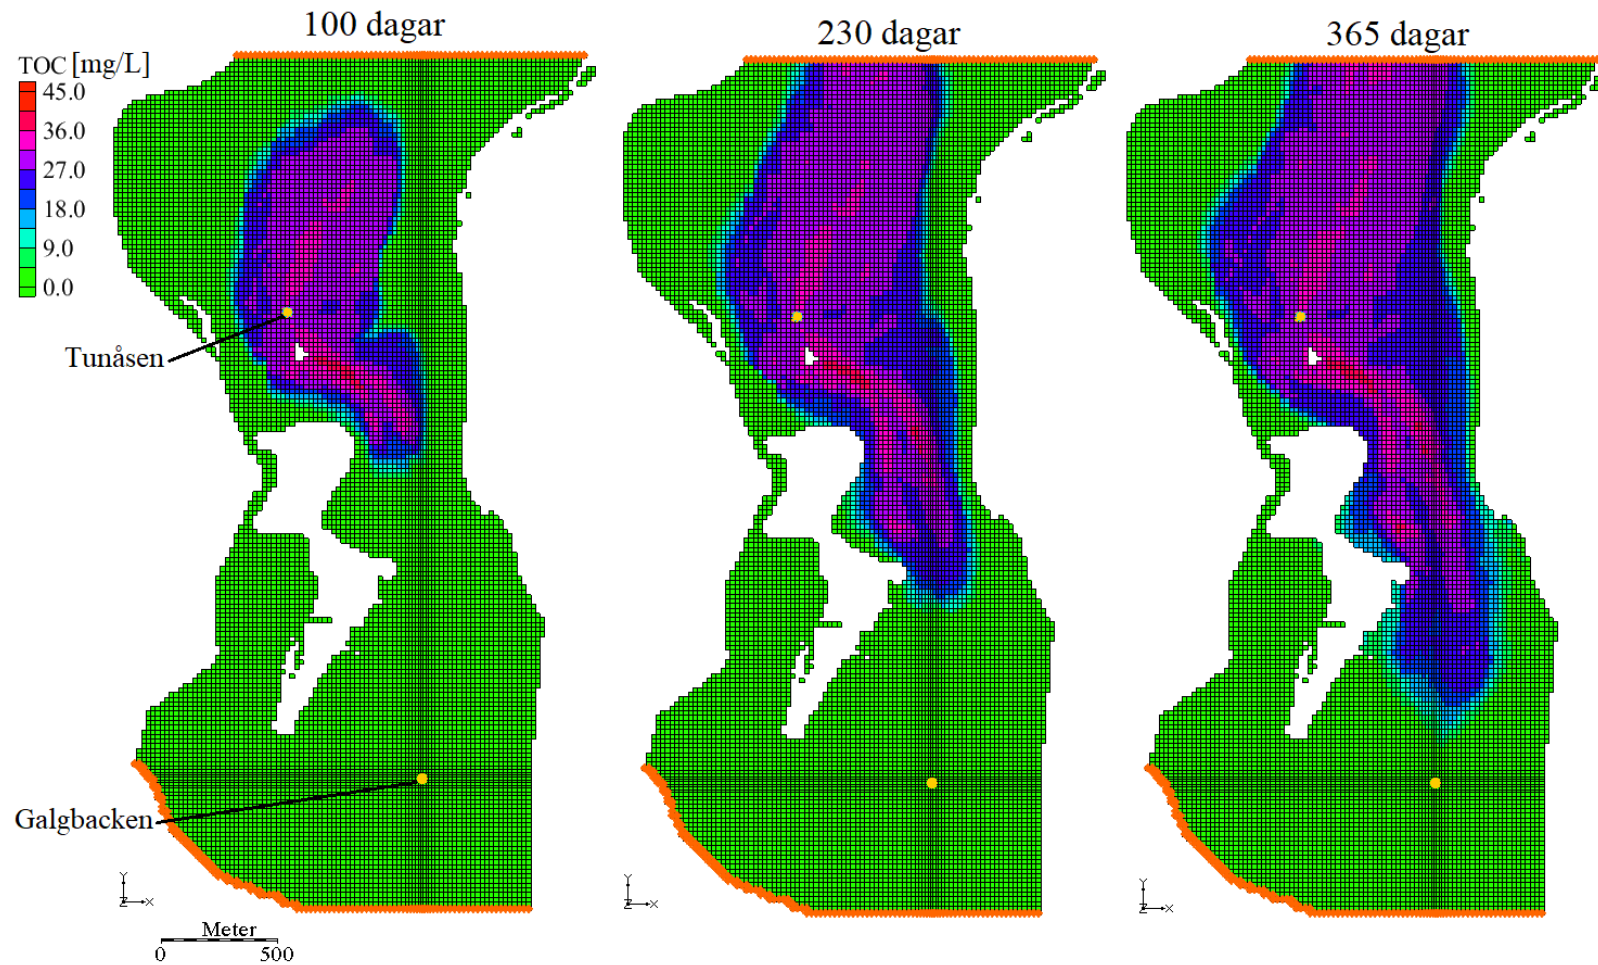 100 dagar
230 dagar
365 dagar
TOC [mg/L]
45.0
36.0
27.0
18.0
9.0
0.0
Tunåsen
Galgbacken
Y
Z X
Y
Z X
Y
Z X
Meter
0 500